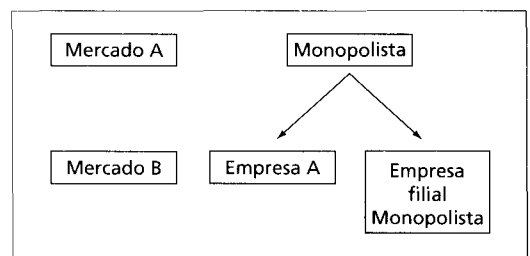 Mercado A
Monopolista
Mercado B
Empresa A
Empresa
filial
Monopolista